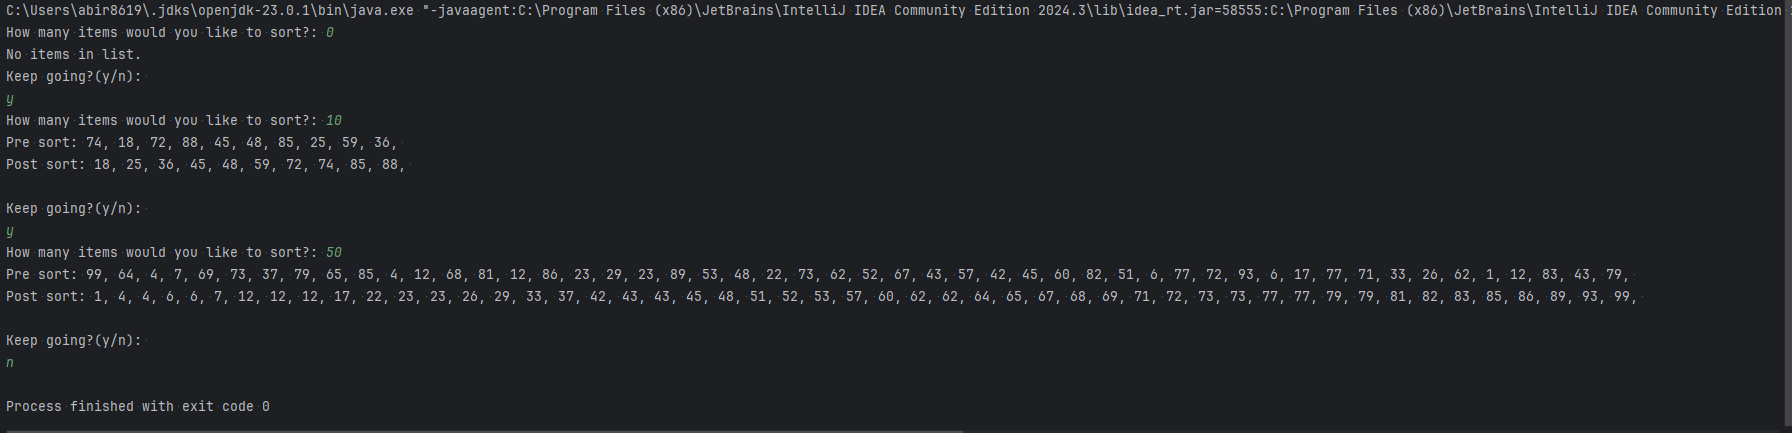 C:\Users\abir8619\.jdks\openjdk-23.0.1\bin\java.exe "-javaagent:C:\Program Files (x86)\JetBrains\IntelliJ IDEA Community Edition 2024.3\lib\idea_rt.jar=58555:C:\Program Files (x86)\JetBrains\IntelliJ IDEA Community Edition
How many items would you like to sort?: 0
No items in list.
Keep going?(y/n):
y
How many items would you like to sort?: 10
Pre sort: 74, 18, 72, 88, 45, 48, 85, 25, 59, 36,
Post sort: 18, 25, 36, 45, 48, 59, 72, 74, 85, 88,
Keep going?(y/n):
y
How many items would you like to sort?: 50
Pre sort: 99, 64, 4, 7, 69, 73, 37, 79, 65, 85, 4, 12, 68, 81, 12, 86, 23, 29, 23, 89, 53, 48, 22, 73, 62, 52, 67, 43, 57, 42, 45, 60, 82, 51, 6, 77, 72, 93, 6, 17, 77, 71, 33, 26, 62, 1, 12, 83, 43, 79,
Post sort: 1, 4, 4, 6, 6, 7, 12, 12, 12, 17, 22, 23, 23, 26, 29, 33, 37, 42, 43, 43, 45, 48, 51, 52, 53, 57, 60, 62, 62, 64, 65, 67, 68, 69, 71, 72, 73, 73, 77, 77, 79, 79, 81, 82, 83, 85, 86, 89, 93, 99,
Keep going?(y/n):
n
Process finished with exit code 0